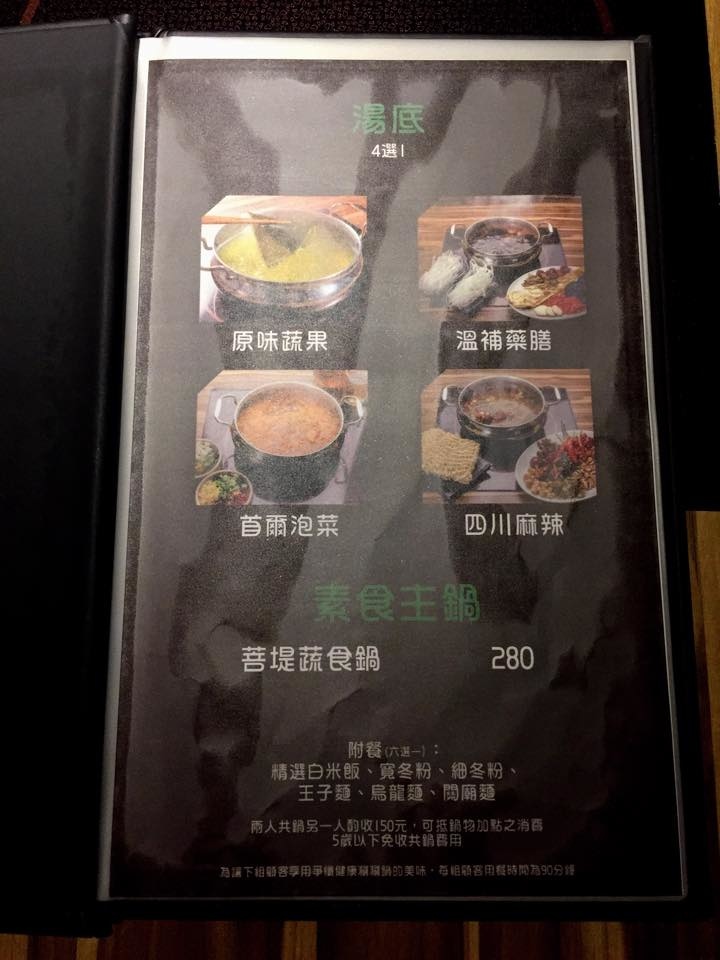 湯底
4選1
原味蔬果
溫補藥膳
首爾泡菜
四川麻辣
素食主鍋
菩堤蔬食鍋 280
附餐(六選一)：
精選白米飯、寬冬粉、細冬粉、
王子麵、烏龍麵、關廟麵
兩人共鍋另一人酌收150元，可抵鍋物加點之消費
5歲以下免收共鍋費用
為讓下組顧客享用爭鑊健康涮涮鍋的美味，每組顧客用餐時間為90分鐘